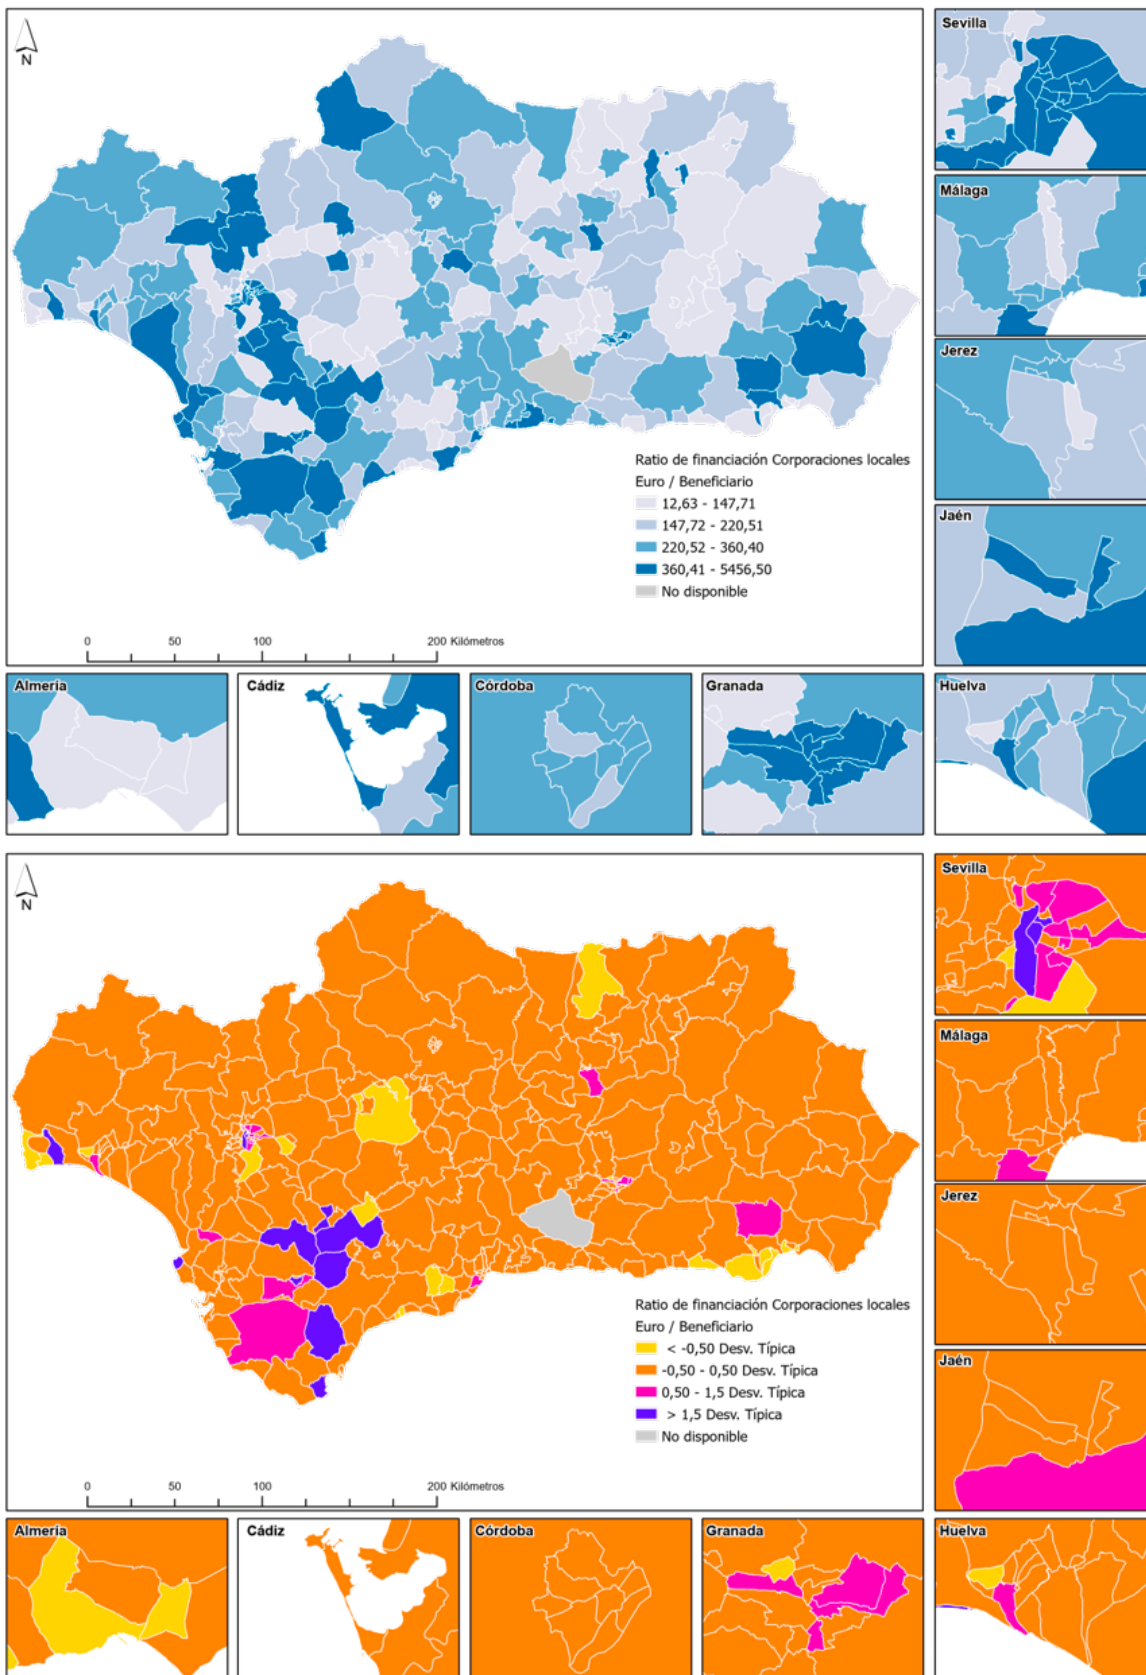 N
Sevilla
Málaga
Jerez
Jaén
Ratio de financiación Corporaciones locales
Euro / Beneficiario
12,63 - 147,71
147,72 - 220,51
220,52 - 360,40
360,41 - 5456,50
No disponible
0 50 100 200 Kilómetros
Almería
Cádiz
Córdoba
Granada
Huelva
N
Sevilla
Málaga
Jerez
Jaén
Ratio de financiación Corporaciones locales
Euro / Beneficiario
< -0,50 Desv. Típica
-0,50 - 0,50 Desv. Típica
0,50 - 1,5 Desv. Típica
> 1,5 Desv. Típica
No disponible
0 50 100 200 Kilómetros
Almería
Cádiz
Córdoba
Granada
Huelva